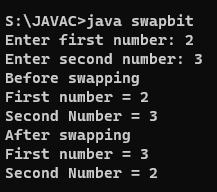 S:\JAVAC>java swapbit
Enter first number: 2
Enter second number: 3
Before swapping
First number = 2
Second Number = 3
After swapping
First number = 3
Second Number = 2